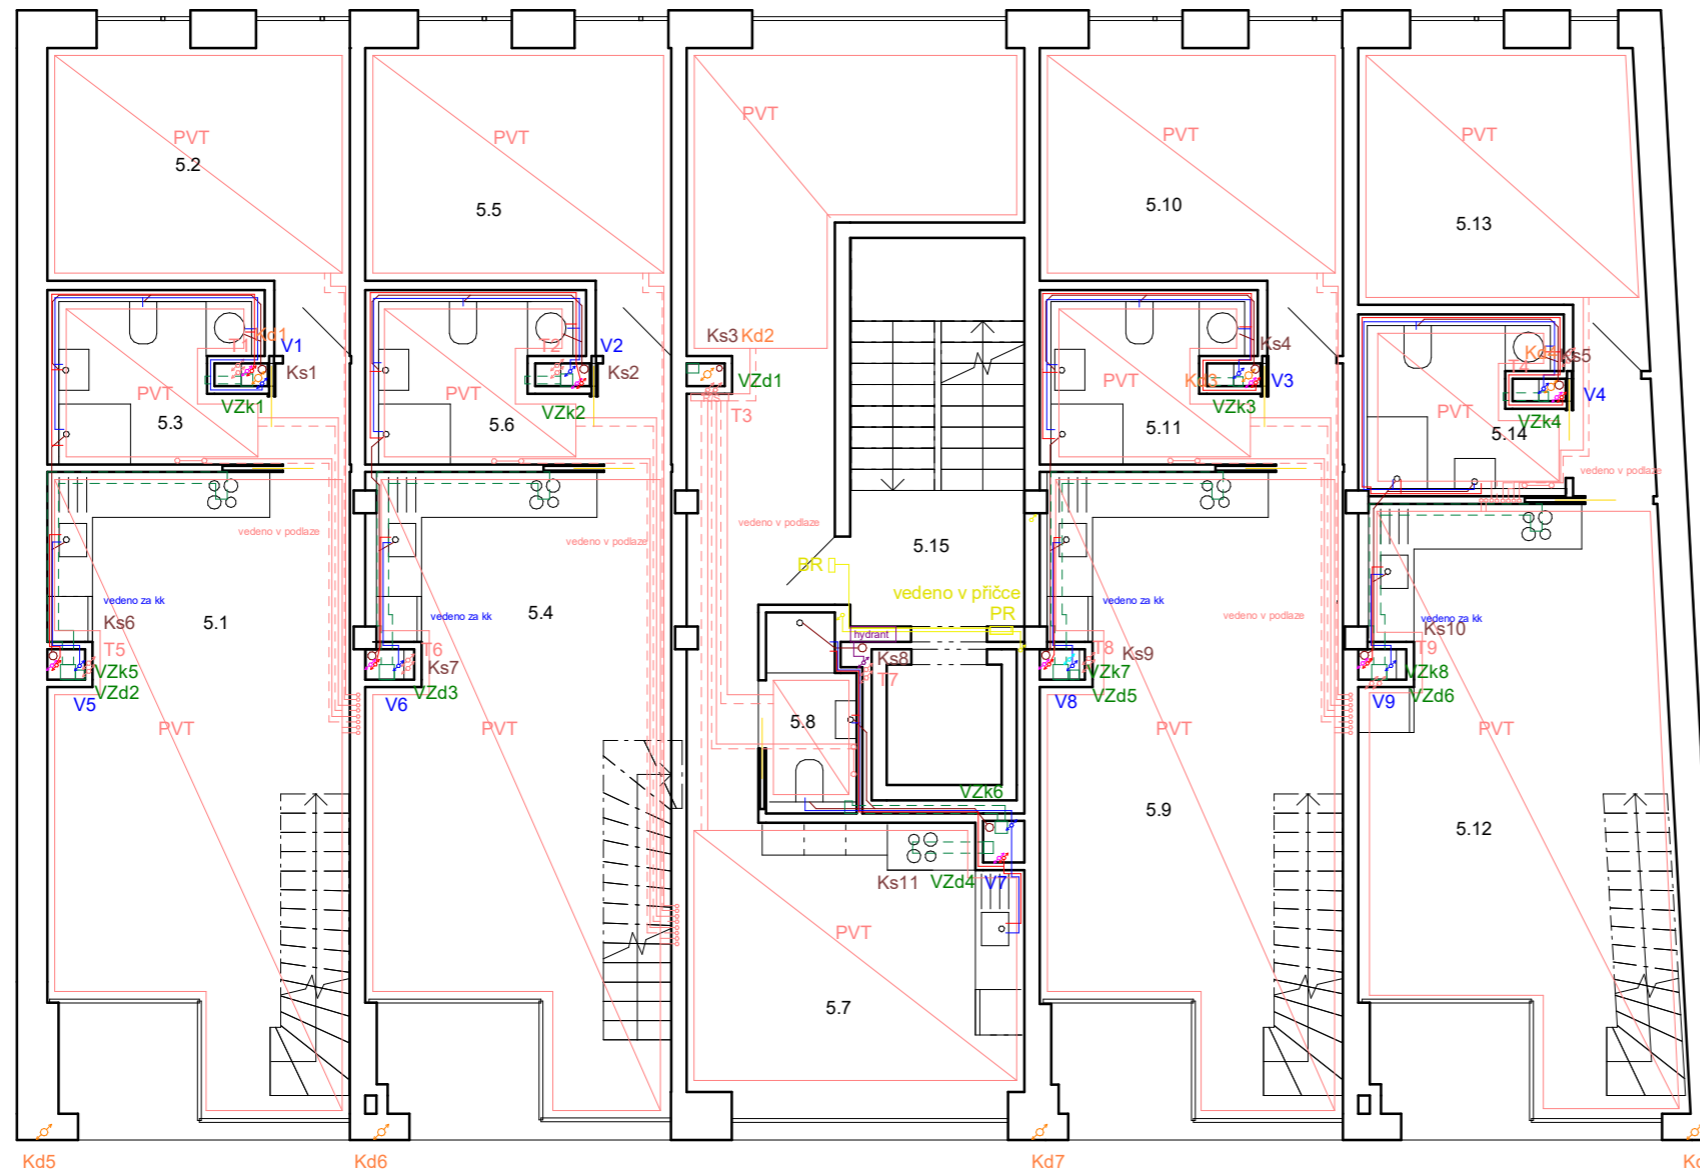 PVT
5.2
PVT
5.5
PVT
PVT
5.10
PVT
5.13
T1
Kd1
V1
Ks1
VZk1
PVT
5.3
T2
V2
Ks2
VZk2
PVT
5.6
Ks3
Kd2
VZd1
T3
Ks4
Kd3
V3
VZk3
PVT
5.11
Ks5
T4
V4
VZk4
PVT
5.14
vedeno v podlaze
vedeno v podlaze
vedeno v podlaze
vedeno v podlaze
vedeno v podlaze
5.15
BR
vedeno v příčce
PR
hydrant
vedeno za kk
Ks6
5.1
T5
VZk5
VZd2
V5
PVT
vedeno za kk
5.4
T6
Ks7
VZd3
V6
PVT
Ks8
T7
5.8
vedeno za kk
T8
Ks9
VZk7
VZd5
V8
PVT
vedeno za kk
Ks10
T9
VZk8
VZd6
V9
PVT
VZk6
5.9
5.12
Ks11
VZd4
V7
PVT
5.7
Kd5
Kd6
Kd7